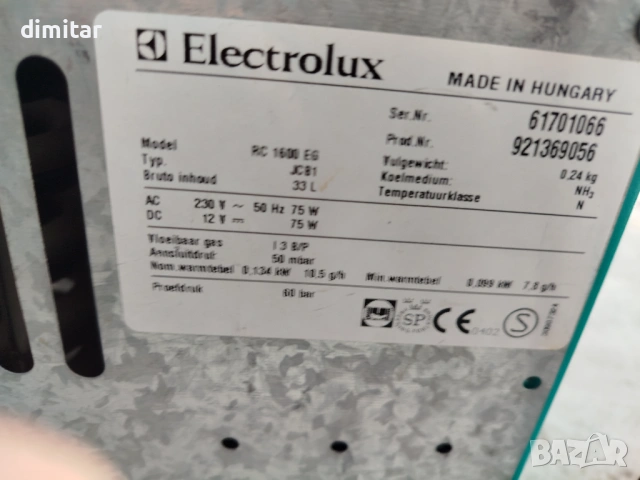 dimitar
Electrolux
MADE IN HUNGARY
Ser.Nr. 61701066
Prod.Nr. 921369056
Model RC 1600 EG
Typ. JC81
Bruto inhoud 33 L
Vulgewicht: 0,24 kg
Koelmedium: NH3
Temperatuurklasse N
AC 230 V ~ 50 Hz 75 W
DC 12 V 75 W
Vloeibaar gas I 3 B/P
Aansluitdruk: 50 mbar
Nom. warmtebel 0,134 kW 10,5 g/h Min. warmtebel 0,099 kW 7,8 g/h
Proefdruk 60 bar
SP CE S
BAZAR